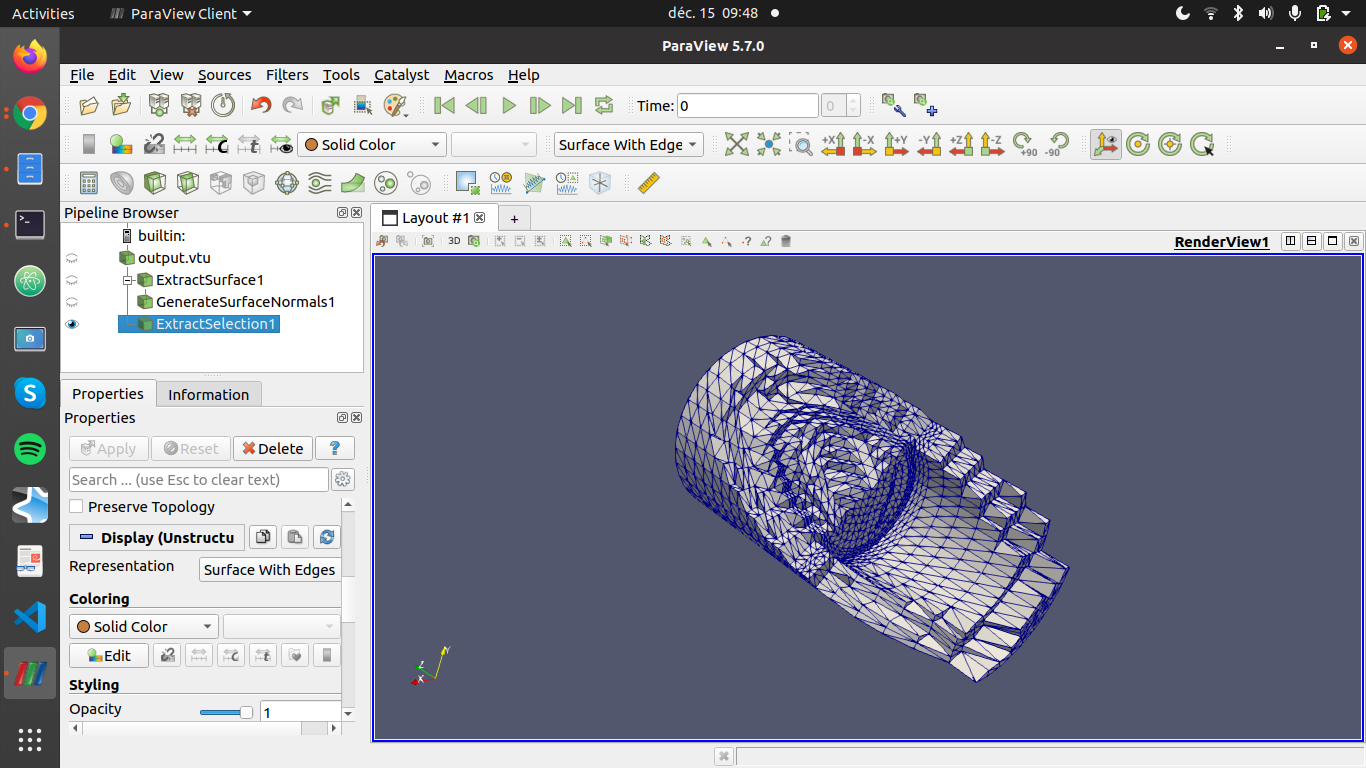 Activities
ParaView Client
déc. 15 09:48
ParaView 5.7.0
File Edit View Sources Filters Tools Catalyst Macros Help
Time: 0 0
Solid Color
Surface With Edge
+X -X +Y -Y +Z -Z +90 -90
Pipeline Browser
builtin:
output.vtu
ExtractSurface1
GenerateSurfaceNormals1
ExtractSelection1
Layout #1 +
3D
RenderView1
Properties Information
Properties
Apply Reset Delete ?
Search ... (use Esc to clear text)
Preserve Topology
Display (Unstructu
Representation Surface With Edges
Coloring
Solid Color
Edit
Styling
Opacity 1
Y
Z
X